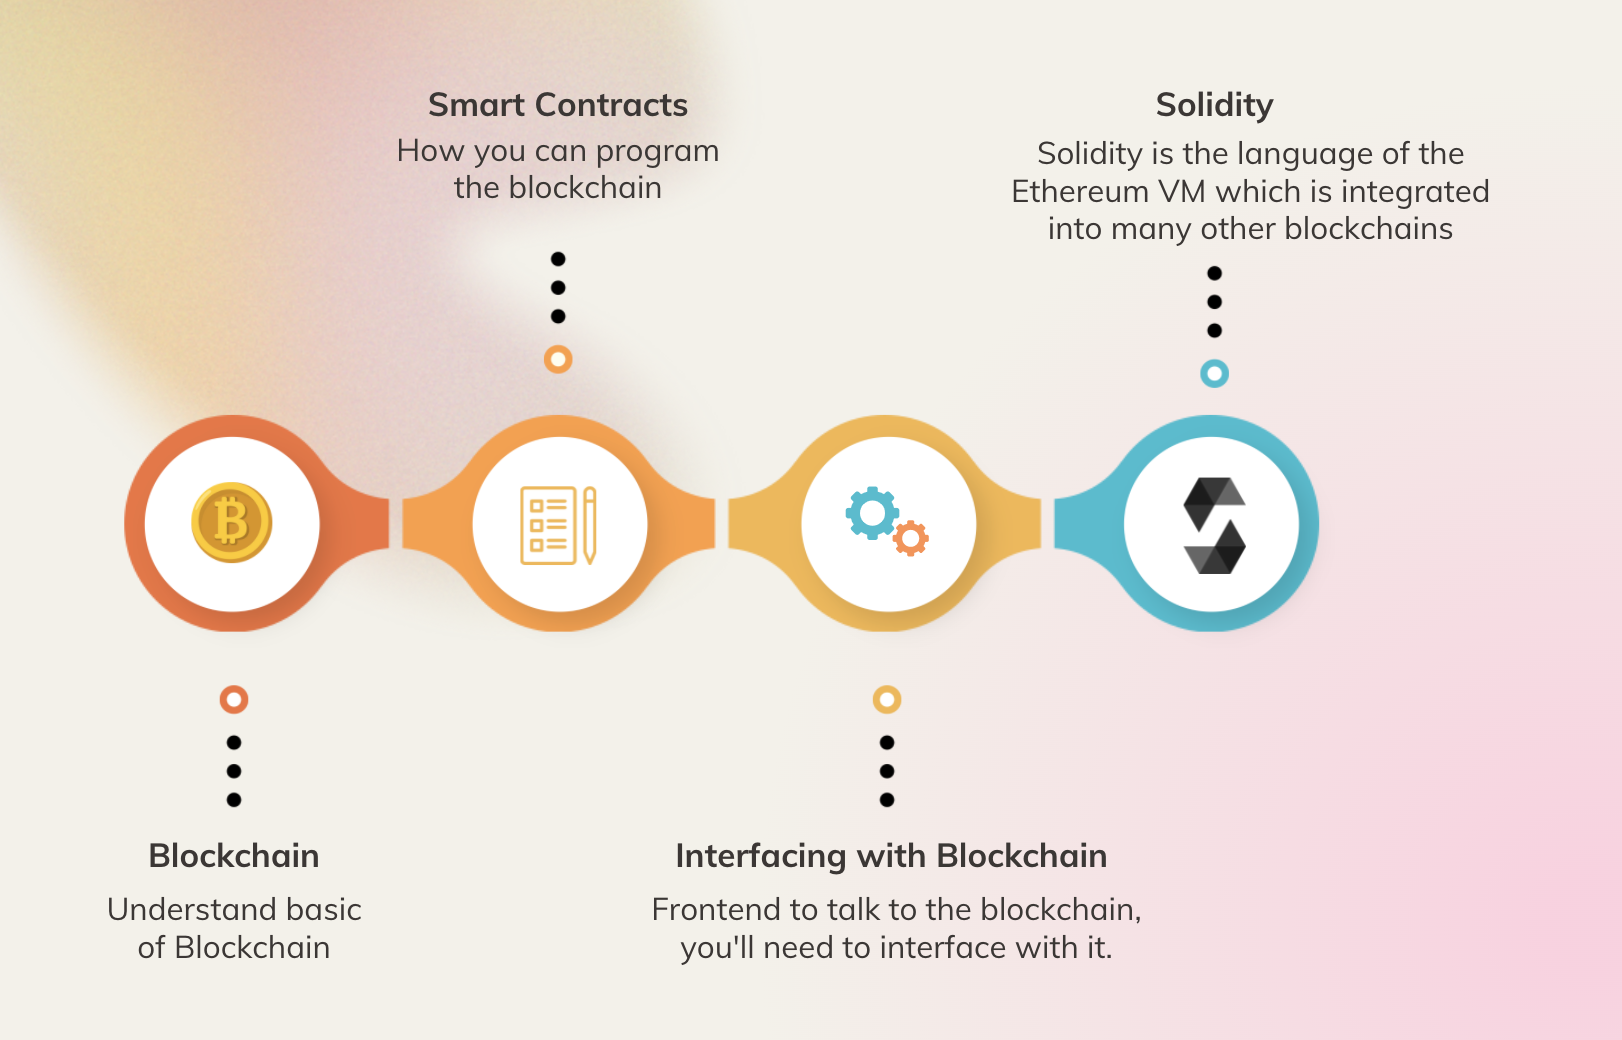 Smart Contracts
How you can program
the blockchain
Solidity
Solidity is the language of the
Ethereum VM which is integrated
into many other blockchains
Blockchain
Understand basic
of Blockchain
Interfacing with Blockchain
Frontend to talk to the blockchain,
you'll need to interface with it.